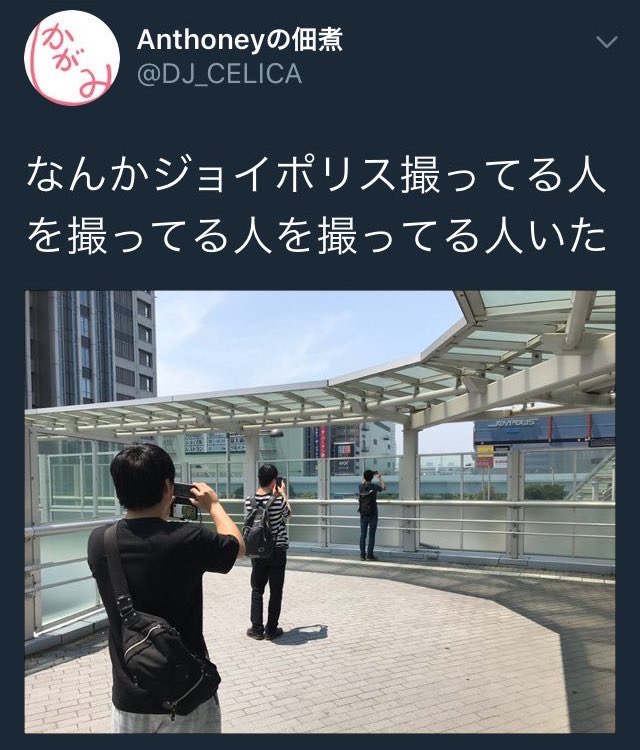 かがみ
Anthoneyの佃煮
@DJ_CELICA
なんかジョイポリス撮ってる人
を撮ってる人を撮ってる人いた
JOYPOLIS